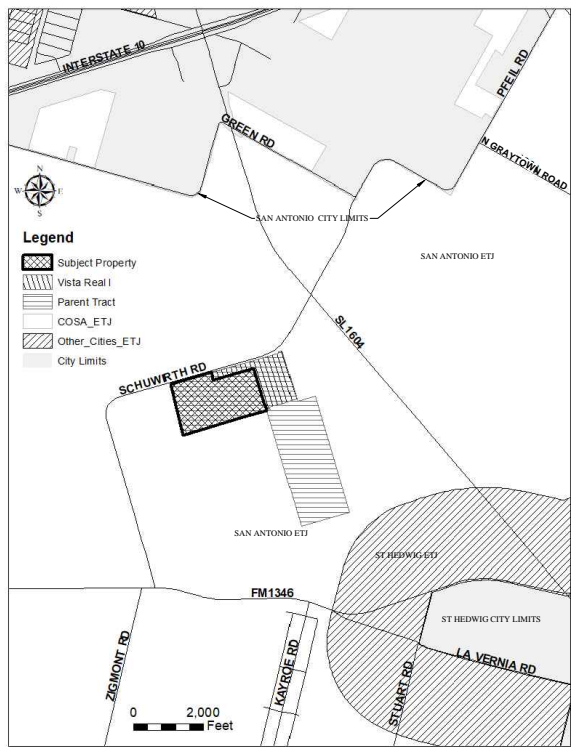 INTERSTATE 10
PFEIL RD
GREEN RD
N GRAYTOWN ROAD
N
W E
S
SAN ANTONIO CITY LIMITS
SAN ANTONIO ETJ
Legend
Subject Property
Vista Real I
Parent Tract
COSA_ETJ
Other_Cities_ETJ
City Limits
SL 1604
SCHUWIRTH RD
SAN ANTONIO ETJ
ST HEDWIG ETJ
FM1346
ST HEDWIG CITY LIMITS
LA VERNIA RD
ZIGMONT RD
KAYROE RD
STUART RD
0 2,000
Feet